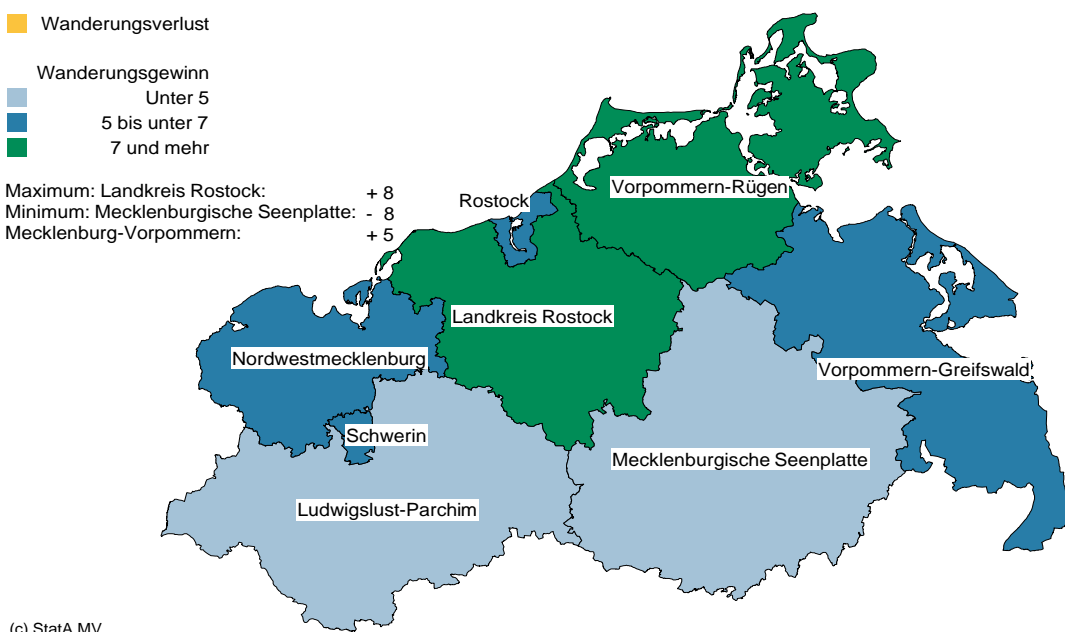 Wanderungsverlust
Wanderungsgewinn
Unter 5
5 bis unter 7
7 und mehr
Maximum: Landkreis Rostock: + 8
Minimum: Mecklenburgische Seenplatte: - 8
Mecklenburg-Vorpommern: + 5
Rostock
Vorpommern-Rügen
Landkreis Rostock
Nordwestmecklenburg
Vorpommern-Greifswald
Schwerin
Mecklenburgische Seenplatte
Ludwigslust-Parchim
(c) StatA MV